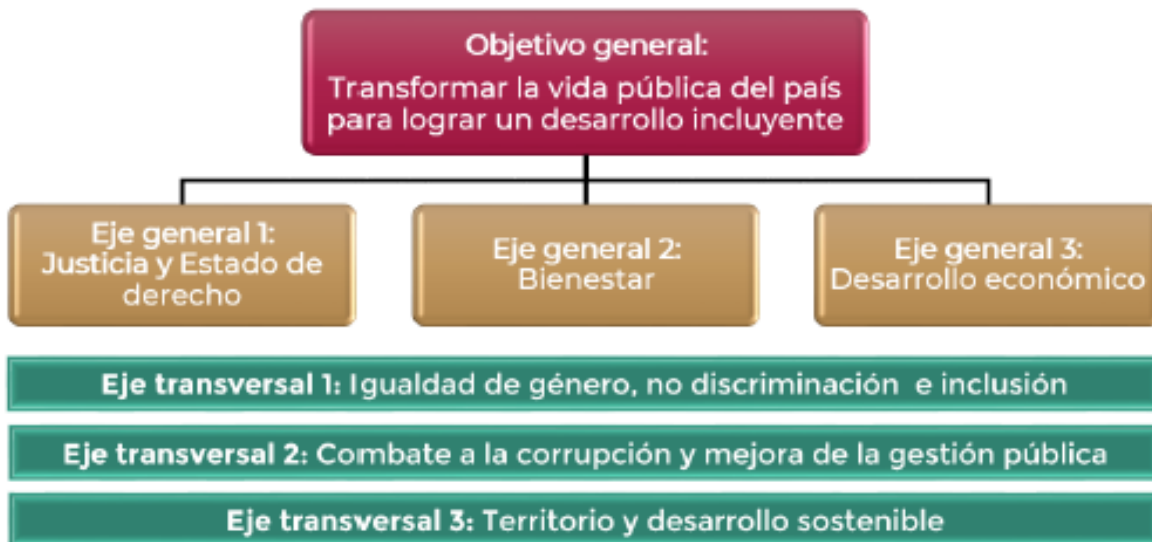 Objetivo general:
Transformar la vida pública del país
para lograr un desarrollo incluyente
Eje general 1:
Justicia y Estado de
derecho
Eje general 2:
Bienestar
Eje general 3:
Desarrollo económico
Eje transversal 1: Igualdad de género, no discriminación e inclusión
Eje transversal 2: Combate a la corrupción y mejora de la gestión pública
Eje transversal 3: Territorio y desarrollo sostenible